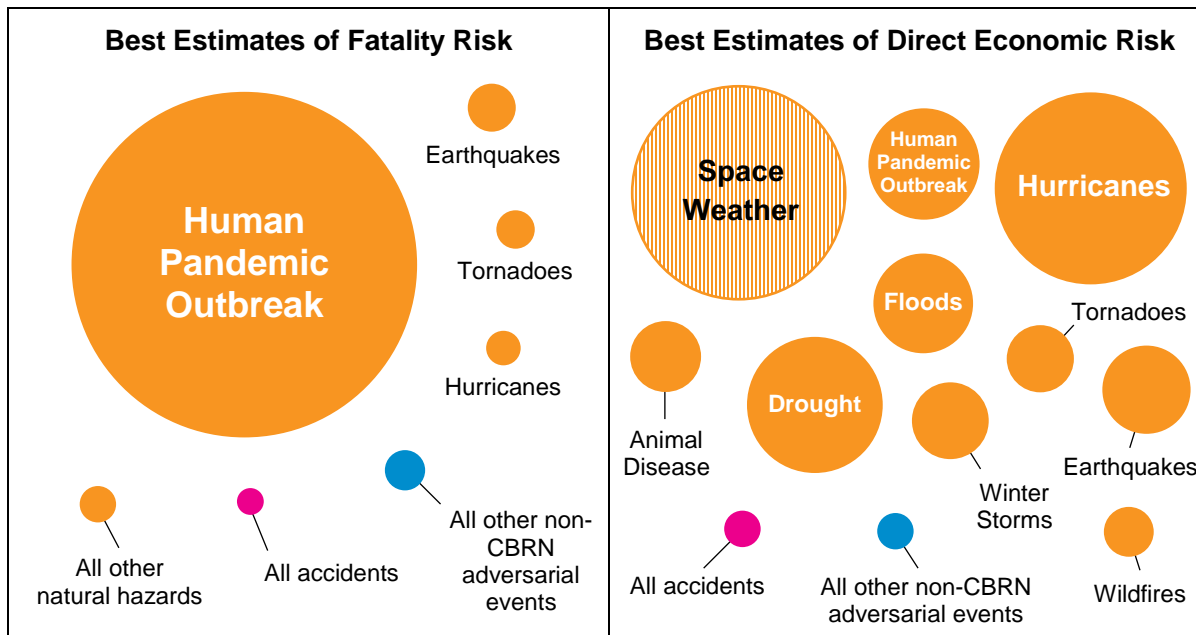 Best Estimates of Fatality Risk
Human
Pandemic
Outbreak
Earthquakes
Tornadoes
Hurricanes
All other
natural hazards
All accidents
All other non-
CBRN
adversarial
events
Best Estimates of Direct Economic Risk
Space
Weather
Human
Pandemic
Outbreak
Hurricanes
Floods
Tornadoes
Animal
Disease
Drought
Winter
Storms
Earthquakes
All accidents
All other non-CBRN
adversarial events
Wildfires